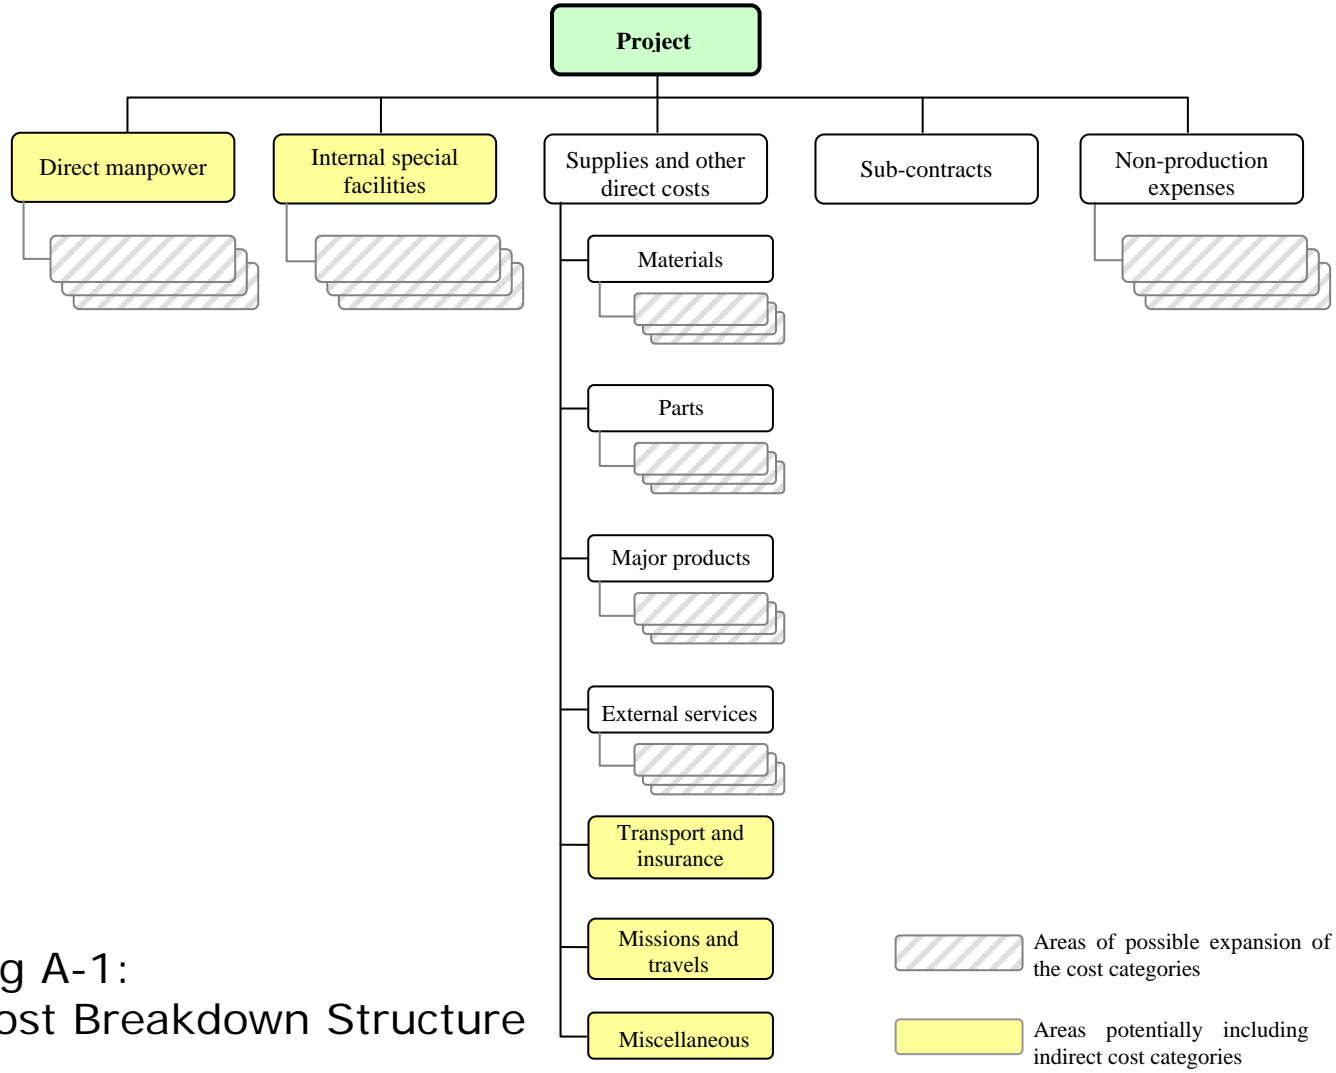 Project
Direct manpower
Internal special
facilities
Supplies and other
direct costs
Sub-contracts
Non-production
expenses
Materials
Parts
Major products
External services
Transport and
insurance
Missions and
travels
Miscellaneous
g A-1:
ost Breakdown Structure
Areas of possible expansion of
the cost categories
Areas potentially including
indirect cost categories